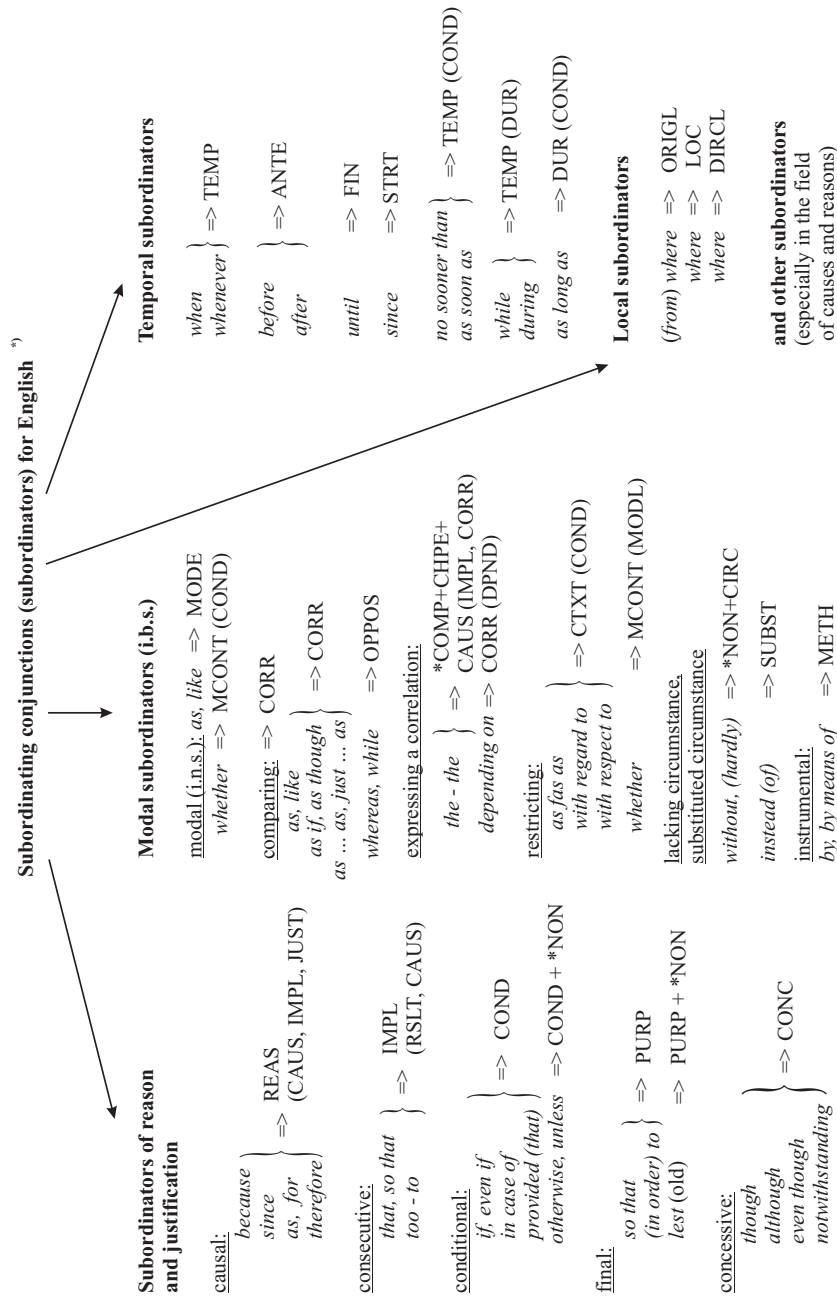 Subordinating conjunctions (subordinators) for English *)
Subordinators of reason
and justification
causal:
because
since
as, for
therefore
=> REAS
(CAUS, IMPL, JUST)
consecutive:
that, so that
too - to
=> IMPL
(RSLT, CAUS)
conditional:
if, even if
in case of
provided (that)
=> COND
otherwise, unless => COND + *NON
final:
so that
(in order) to
=> PURP
lest (old) => PURP + *NON
concessive:
though
although
even though
notwithstanding
=> CONC
Modal subordinators (i.b.s.)
modal (i.n.s.): as, like => MODE
whether => MCONT (COND)
comparing: => CORR
as, like
as if, as though
as ... as, just ... as
=> CORR
whereas, while => OPPOS
expressing a correlation:
the - the => *COMP+CHPE+
CAUS (IMPL, CORR)
depending on => CORR (DPND)
restricting:
as fas as
with regard to
with respect to
=> CTXT (COND)
whether => MCONT (MODL)
lacking circumstance,
substituted circumstance
without, (hardly) => *NON+CIRC
instead (of) => SUBST
instrumental:
by, by means of => METH
Temporal subordinators
when
whenever
=> TEMP
before
after
=> ANTE
until => FIN
since => STRT
no sooner than
as soon as
=> TEMP (COND)
while
during
=> TEMP (DUR)
as long as => DUR (COND)
Local subordinators
(from) where => ORIGL
where => LOC
where => DIRCL
and other subordinators
(especially in the field
of causes and reasons)